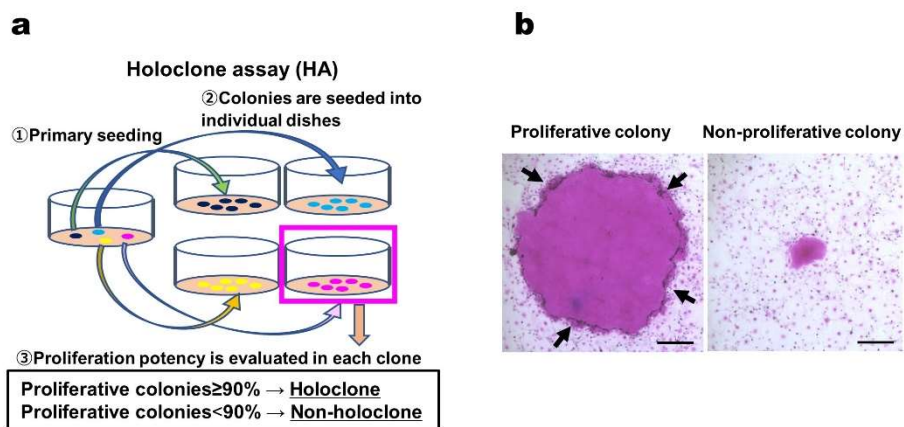 a
Holoclone assay (HA)
②Colonies are seeded into
individual dishes
①Primary seeding
③Proliferation potency is evaluated in each clone
Proliferative colonies≥90% → Holoclone
Proliferative colonies<90% → Non-holoclone
b
Proliferative colony
Non-proliferative colony